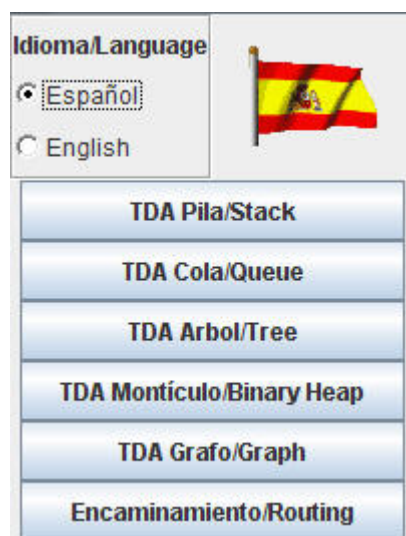 Idioma/Language
Español
English
TDA Pila/Stack
TDA Cola/Queue
TDA Arbol/Tree
TDA Montículo/Binary Heap
TDA Grafo/Graph
Encaminamiento/Routing